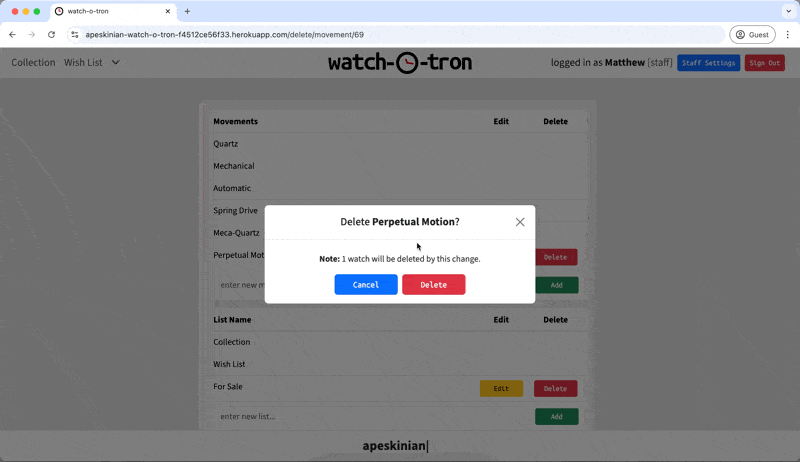 watch-o-tron
apeskinian-watch-o-tron-f4512ce56f33.herokuapp.com/delete/movement/69
Guest
Collection Wish List
watch-O-tron
logged in as Matthew [staff] Staff Settings Sign Out
Movements Edit Delete
Quartz
Mechanical
Automatic
Spring Drive
Meca-Quartz
Perpetual Mot Delete
enter new m Add
Delete Perpetual Motion?
Note: 1 watch will be deleted by this change.
Cancel Delete
List Name Edit Delete
Collection
Wish List
For Sale Edit Delete
enter new list... Add
apeskinian|